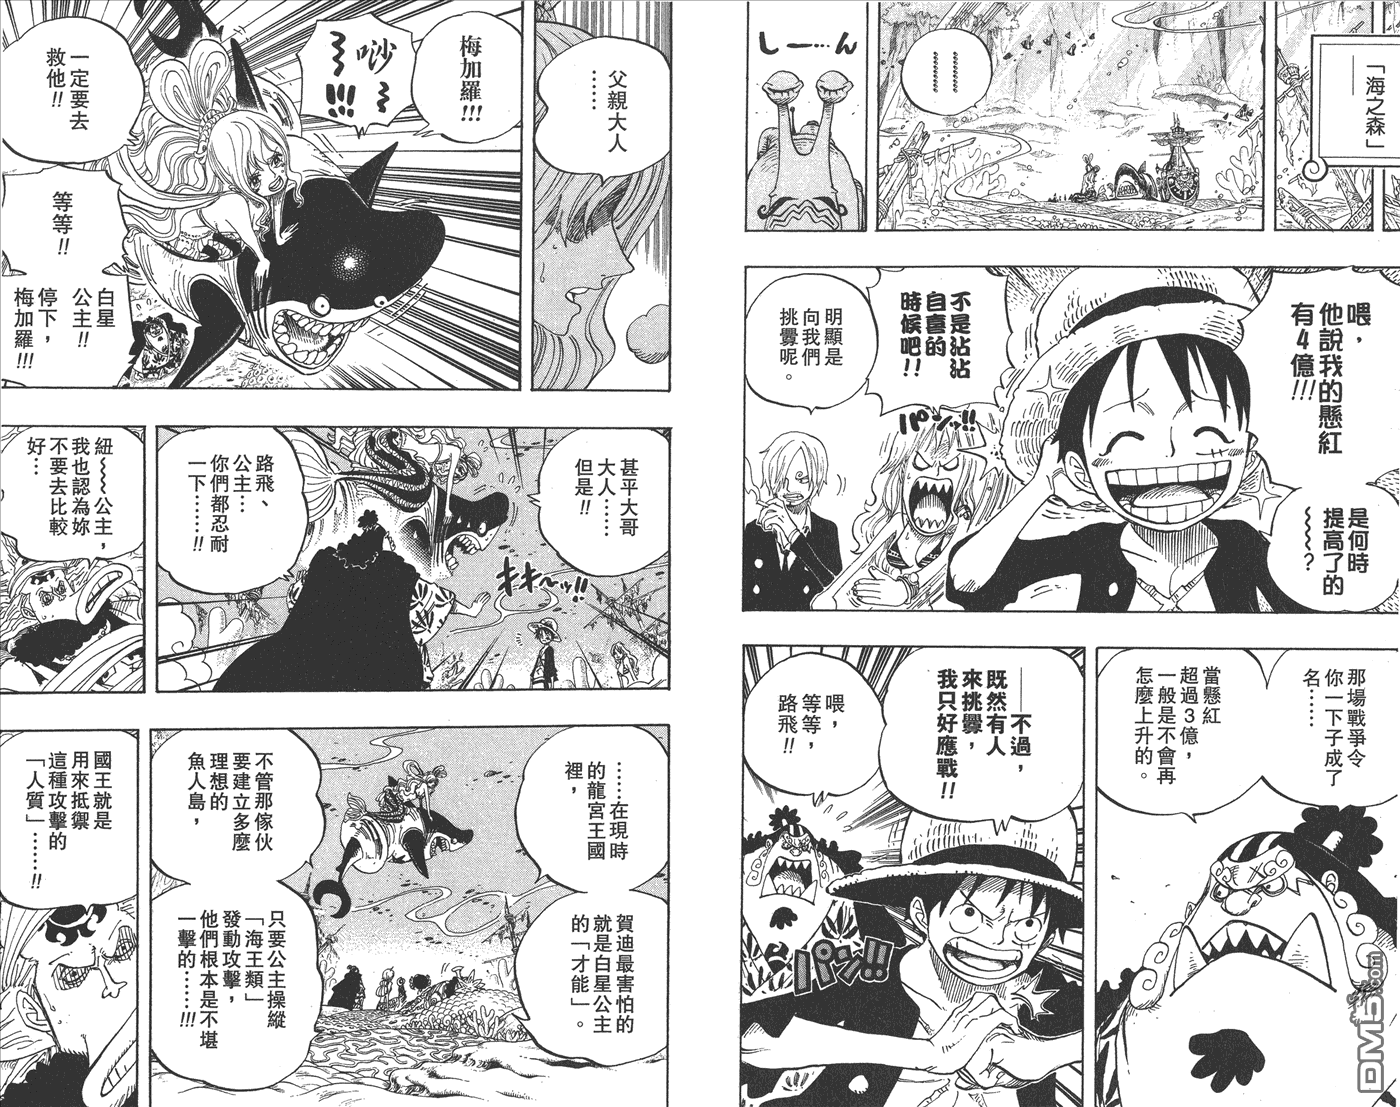 「海之森」
──
………
しーー…ん
喂，
他說我的懸紅
有4億!!!
是何時
提高了的
～～～～?
不是沾沾
自喜的
時候吧!!
パンッ!!
明顯是
向我們
挑釁呢。
那場戰爭令
你一下子成了
名……
當懸紅
超過3億，
一般是不會再
怎麼上升的。
──不過，
既然有人
來挑釁，
我只好應戰!!
喂，
等等，
路飛!!
パンッ!!
父親大人
……
梅加羅!!!
唦
～～!!!
一定要去
救他!!
等等!!
白星
公主!!
停下，
梅加羅!!!
甚平大哥
大人……
但是!!
路飛、
公主…
你們都忍耐
一下………!!
キキ～ッ!!
紐～～～公主，
我也認為妳
不要去比較
好…
……在現時
的龍宮王國
裡，
賀迪最害怕的
就是白星公主
的「才能」。
不管那傢伙
要建立多麼
理想的
魚人島，
只要公主操縱
「海王類」
發動攻擊，
他們根本是不堪
一擊的……!!!
國王就是
用來抵禦
這種攻擊的
「人質」……!!
DM5.com